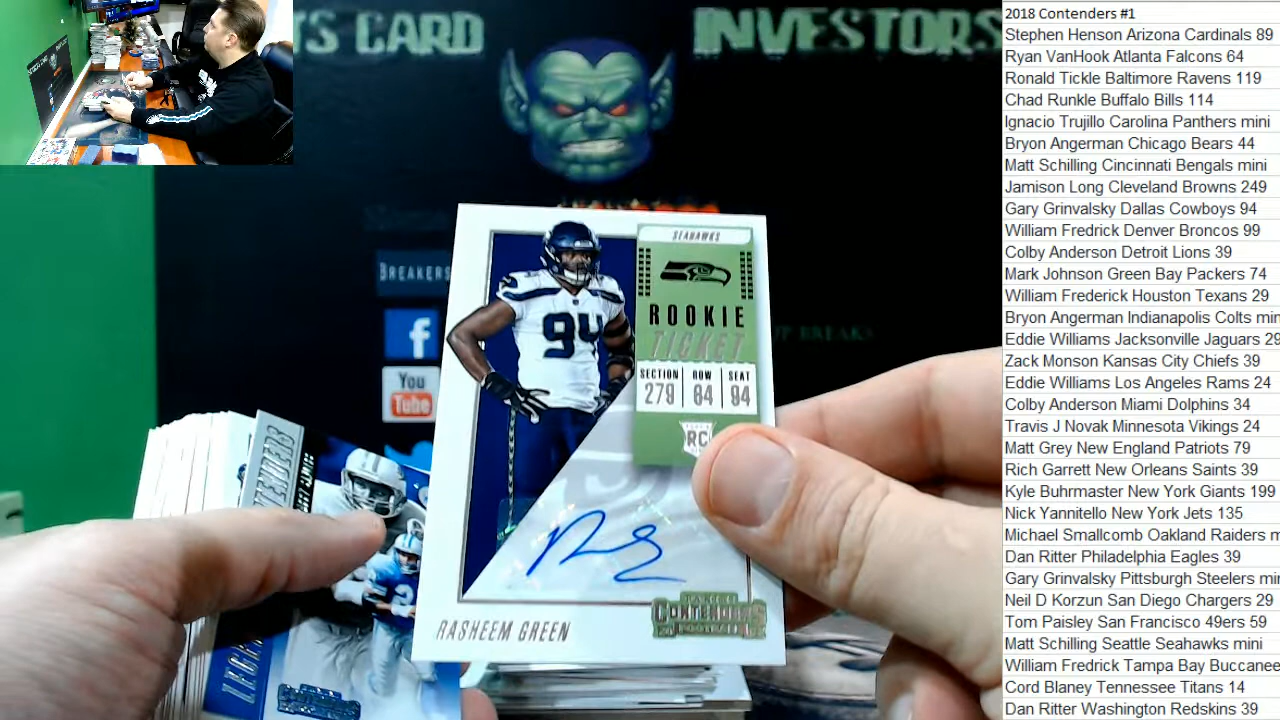 S CARD INVESTORS
BREAKERS
f
You
Tube
BREAKS
SEAHAWKS
ROOKIE
TICKET
SECTION ROW SEAT
279 84 94
RC
RASHEEM GREEN
CONTENDERS
FOOTBALL
2018 Contenders #1
Stephen Henson Arizona Cardinals 89
Ryan VanHook Atlanta Falcons 64
Ronald Tickle Baltimore Ravens 119
Chad Runkle Buffalo Bills 114
Ignacio Trujillo Carolina Panthers mini
Bryon Angerman Chicago Bears 44
Matt Schilling Cincinnati Bengals mini
Jamison Long Cleveland Browns 249
Gary Grinvalsky Dallas Cowboys 94
William Fredrick Denver Broncos 99
Colby Anderson Detroit Lions 39
Mark Johnson Green Bay Packers 74
William Frederick Houston Texans 29
Bryon Angerman Indianapolis Colts min
Eddie Williams Jacksonville Jaguars 29
Zack Monson Kansas City Chiefs 39
Eddie Williams Los Angeles Rams 24
Colby Anderson Miami Dolphins 34
Travis J Novak Minnesota Vikings 24
Matt Grey New England Patriots 79
Rich Garrett New Orleans Saints 39
Kyle Buhrmaster New York Giants 199
Nick Yannitello New York Jets 135
Michael Smallcomb Oakland Raiders m
Dan Ritter Philadelphia Eagles 39
Gary Grinvalsky Pittsburgh Steelers mi
Neil D Korzun San Diego Chargers 29
Tom Paisley San Francisco 49ers 59
Matt Schilling Seattle Seahawks mini
William Fredrick Tampa Bay Buccanee
Cord Blaney Tennessee Titans 14
Dan Ritter Washington Redskins 39